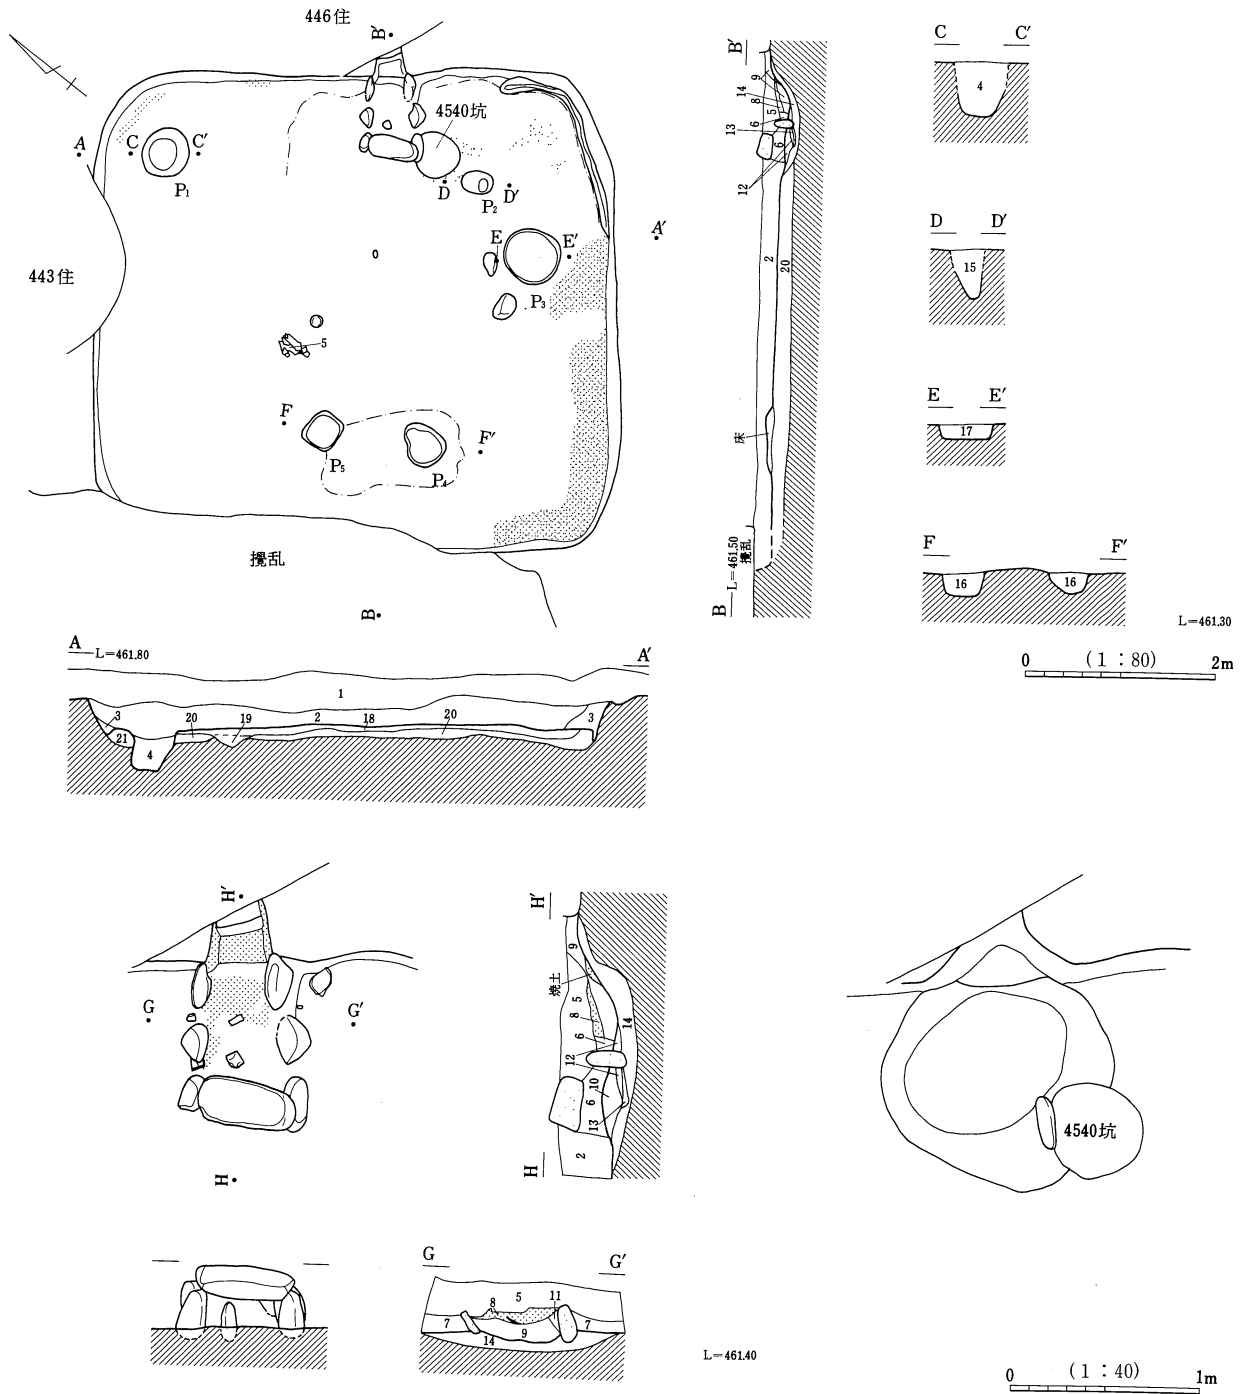 446住
B′
4540坑
A
C
C′
P1
D
P2
D′
E
E′
A′
P3
443住
5
F
P5
F′
P4
攪乱
B
B′
9
14
8
5
13
6
6
12
2
20
床
L=461.50
攪乱
B
C
C′
4
D
D′
15
E
E′
17
F
F′
16
16
L=461.30
0 (1:80) 2m
A
L=461.80
A′
1
3
20
19
2
18
20
3
21
4
H′
G
G′
H
H′
9
焼土
5
8
6
14
12
10
6
13
2
H
4540坑
G
G′
8
5
11
7
9
7
14
L=461.40
0 (1:40) 1m